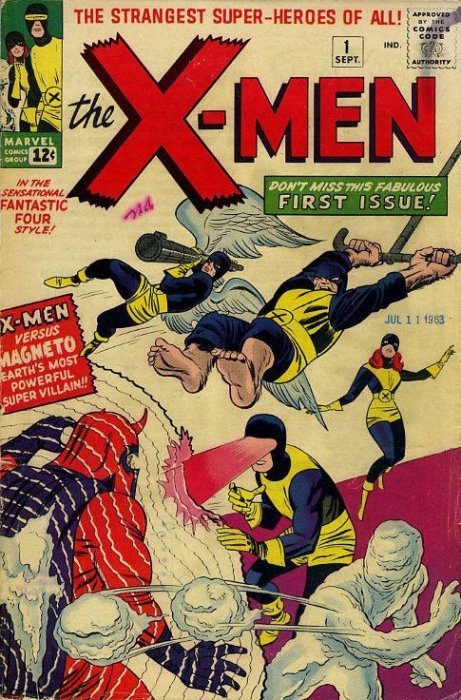 THE STRANGEST SUPER-HEROES OF ALL!
APPROVED
BY THE
COMICS
CODE
AUTHORITY
1
SEPT.
IND.
the X-MEN
MARVEL
COMICS
GROUP
12¢
IN THE
SENSATIONAL
FANTASTIC
FOUR
STYLE!
DON'T MISS THIS FABULOUS
FIRST ISSUE!
JUL 11 1963
X-MEN
VERSUS
MAGNETO
EARTH'S MOST
POWERFUL
SUPER VILLAIN!!